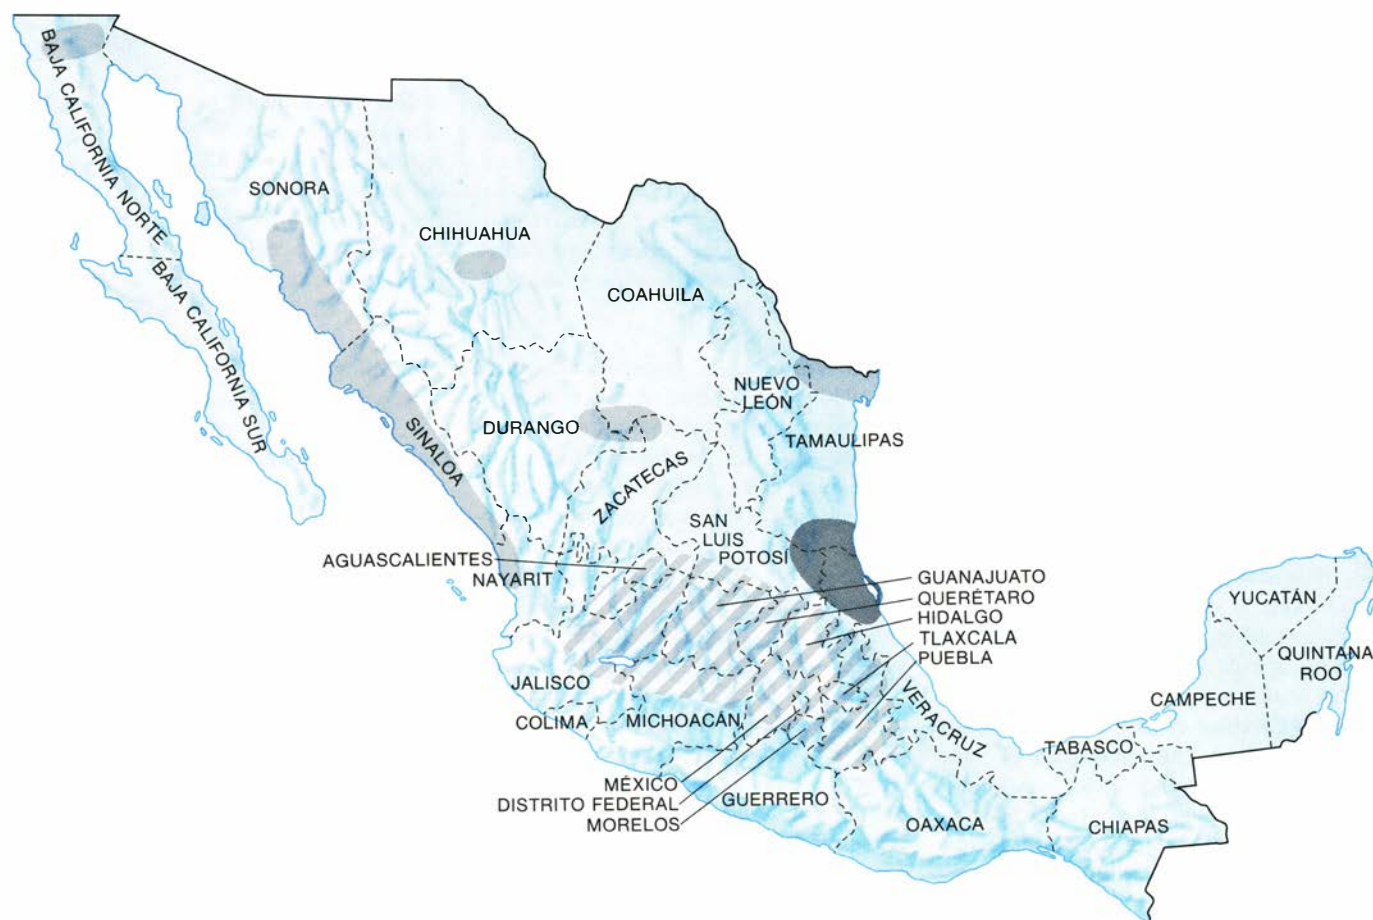 BAJA CALIFORNIA NORTE
SONORA
CHIHUAHUA
COAHUILA
BAJA CALIFORNIA SUR
NUEVO
LEÓN
SINALOA
DURANGO
TAMAULIPAS
ZACATECAS
SAN
LUIS
POTOSÍ
AGUASCALIENTES
NAYARIT
GUANAJUATO
QUERÉTARO
HIDALGO
TLAXCALA
PUEBLA
YUCATÁN
QUINTANA
ROO
CAMPECHE
JALISCO
COLIMA
MICHOACÁN
VERACRUZ
TABASCO
MÉXICO
DISTRITO FEDERAL
MORELOS
GUERRERO
OAXACA
CHIAPAS